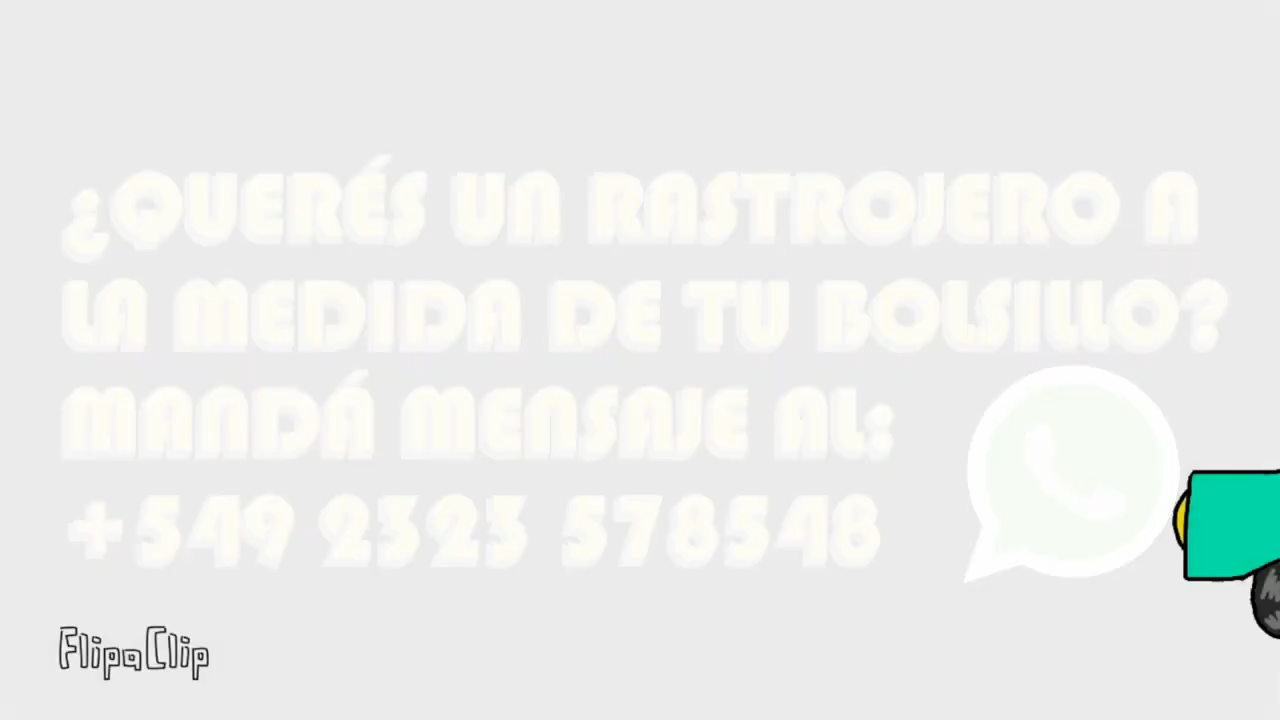 ¿QUERÉS UN RASTROJERO A
LA MEDIDA DE TU BOLSILLO?
MANDÁ MENSAJE AL:
+549 2323 578548
FlipaClip